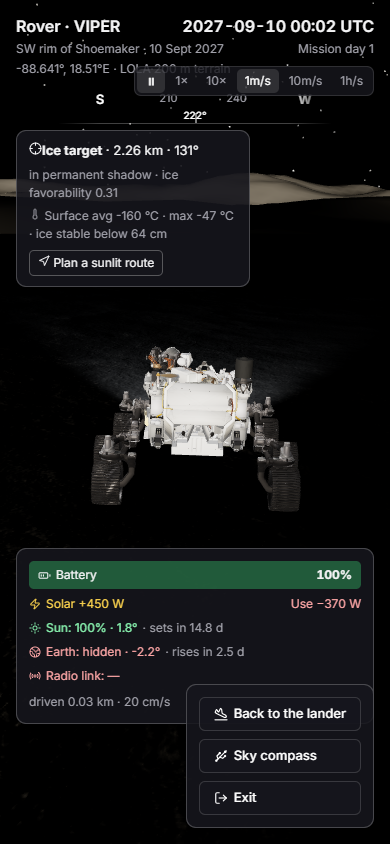 Rover · VIPER
2027-09-10 00:02 UTC
SW rim of Shoemaker · 10 Sept 2027
Mission day 1
-88.641°, 18.51°E · LOLA 200 m terrain
1×
10×
1m/s
10m/s
1h/s
S
210
240
W
222°
Ice target · 2.26 km · 131°
in permanent shadow · ice
favorability 0.31
Surface avg -160 °C · max -47 °C
· ice stable below 64 cm
Plan a sunlit route
Battery
100%
Solar +450 W
Use −370 W
Sun: 100% · 1.8° · sets in 14.8 d
Earth: hidden · -2.2° · rises in 2.5 d
Radio link: —
driven 0.03 km · 20 cm/s
Back to the lander
Sky compass
Exit